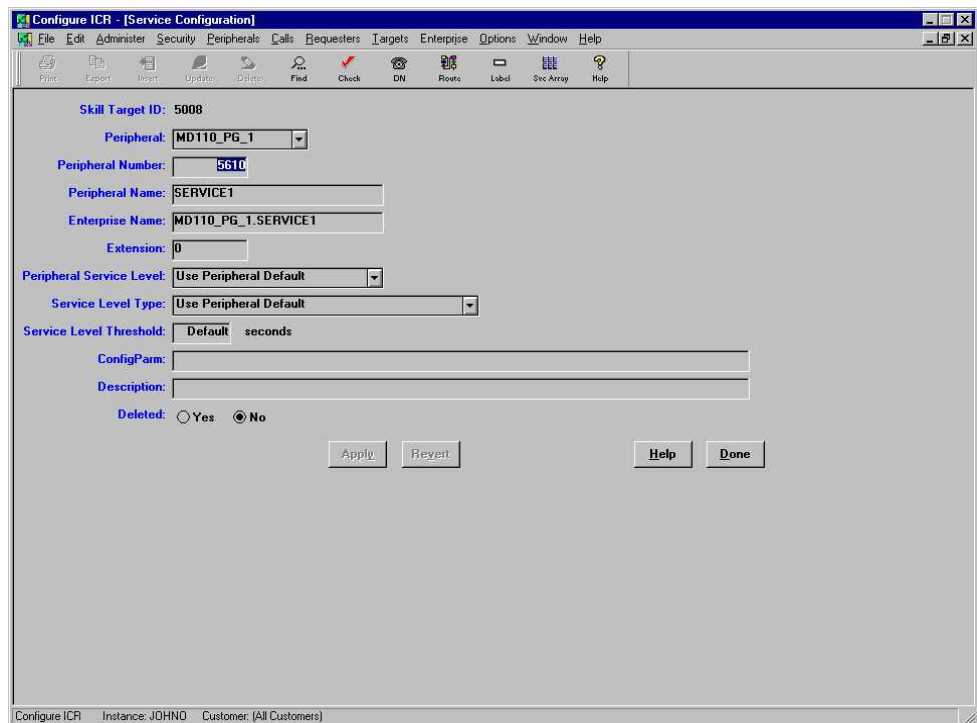 Configure ICR - [Service Configuration]
File Edit Administer Security Peripherals Calls Requesters Targets Enterprise Options Window Help
Print Export Insert Update Delete Find Check DN Route Label Svc Array Help
Skill Target ID: 5008
Peripheral: MD110_PG_1
Peripheral Number: 5610
Peripheral Name: SERVICE1
Enterprise Name: MD110_PG_1.SERVICE1
Extension: 0
Peripheral Service Level: Use Peripheral Default
Service Level Type: Use Peripheral Default
Service Level Threshold: Default seconds
ConfigParm:
Description:
Deleted: Yes No
Apply Revert Help Done
Configure ICR Instance: JOHNO Customer: (All Customers)